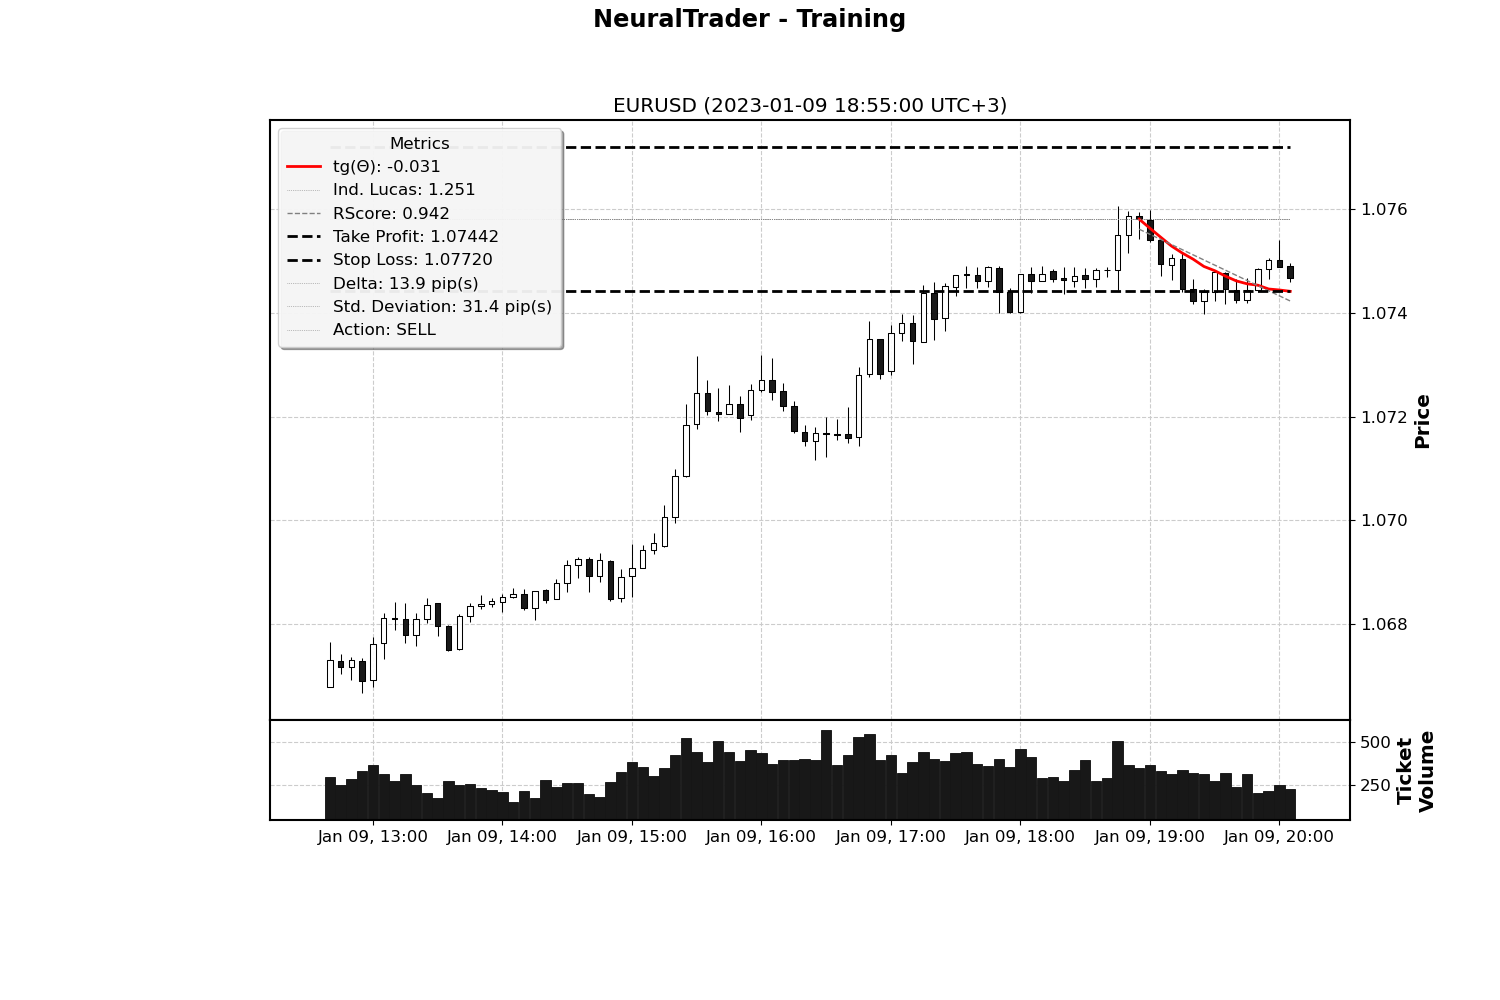 NeuralTrader - Training
EURUSD (2023-01-09 18:55:00 UTC+3)
Metrics
tg(Θ): -0.031
Ind. Lucas: 1.251
RScore: 0.942
Take Profit: 1.07442
Stop Loss: 1.07720
Delta: 13.9 pip(s)
Std. Deviation: 31.4 pip(s)
Action: SELL
1.076
1.074
1.072
1.070
1.068
Price
500
250
Ticket
Volume
Jan 09, 13:00 Jan 09, 14:00 Jan 09, 15:00 Jan 09, 16:00 Jan 09, 17:00 Jan 09, 18:00 Jan 09, 19:00 Jan 09, 20:00